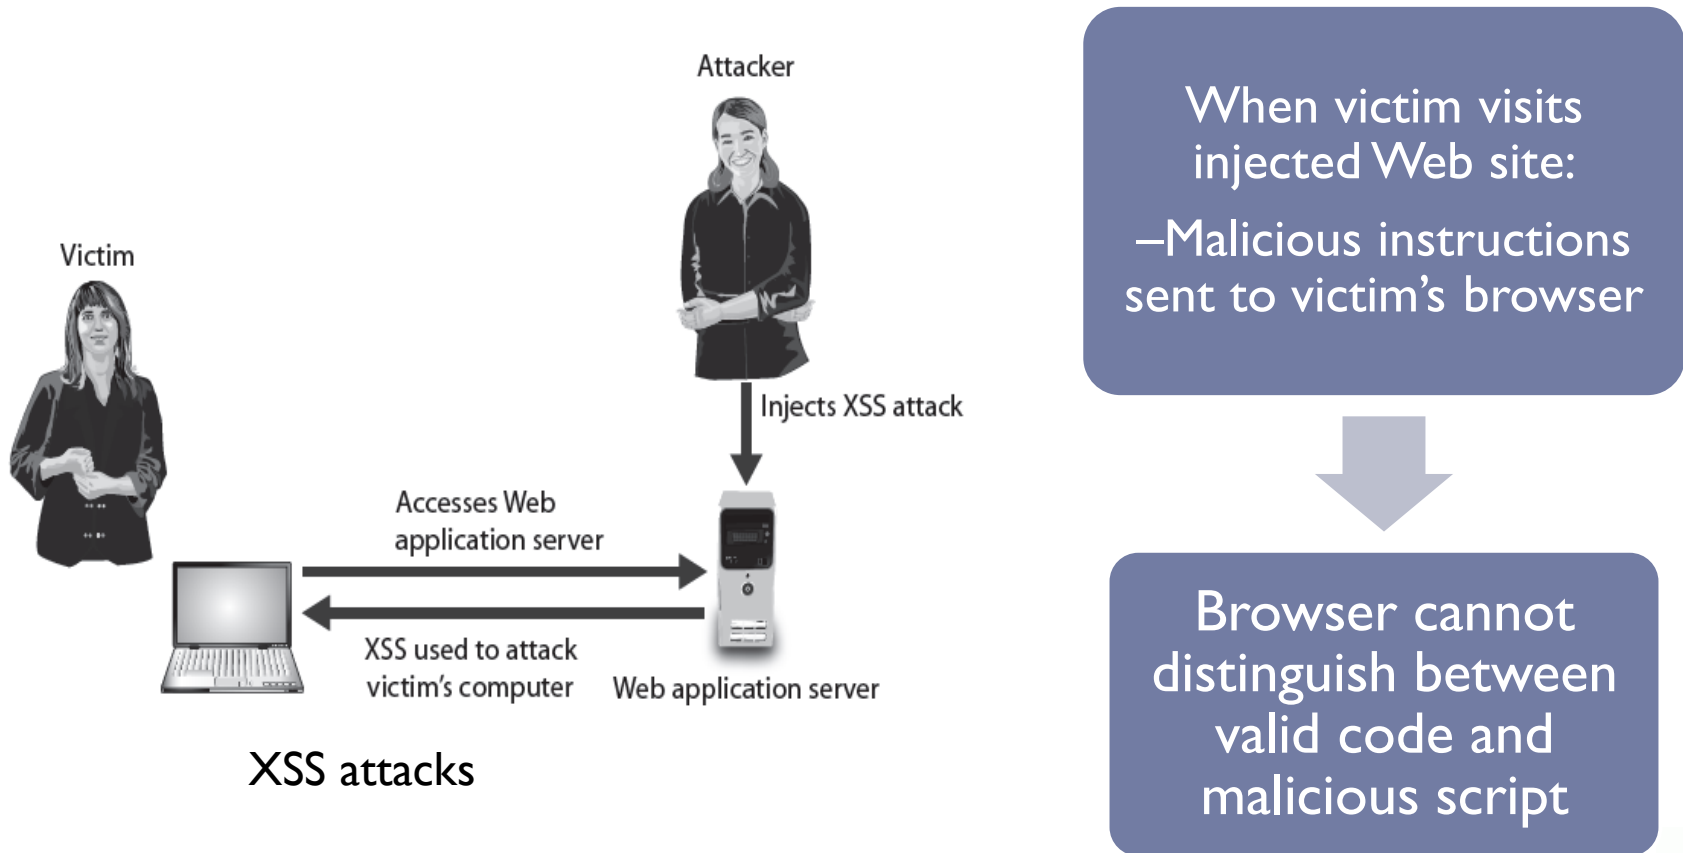 Attacker
Victim
Injects XSS attack
Accesses Web
application server
XSS used to attack
victim's computer
Web application server
XSS attacks
When victim visits
injected Web site:
–Malicious instructions
sent to victim’s browser
Browser cannot
distinguish between
valid code and
malicious script